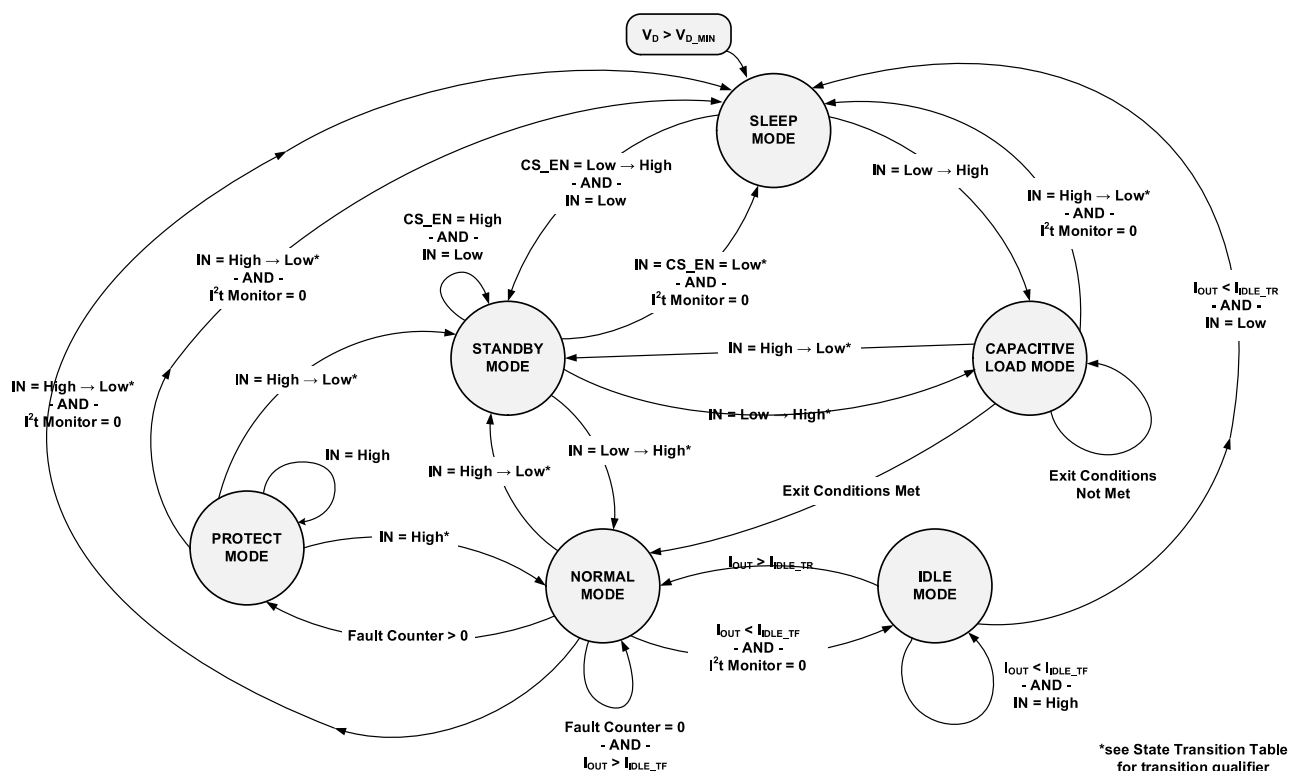 V_D > V_D_MIN
SLEEP
MODE
CS_EN = Low → High
- AND -
IN = Low
IN = Low → High
CS_EN = High
- AND -
IN = Low
IN = High → Low*
- AND -
I²t Monitor = 0
IN = High → Low*
- AND -
I²t Monitor = 0
IN = CS_EN = Low*
- AND -
I²t Monitor = 0
I_OUT < I_IDLE_TR
- AND -
IN = Low
STANDBY
MODE
IN = High → Low*
CAPACITIVE
LOAD MODE
IN = High → Low*
- AND -
I²t Monitor = 0
IN = High → Low*
IN = Low → High*
IN = High
IN = High → Low*
IN = Low → High*
Exit Conditions
Not Met
Exit Conditions Met
PROTECT
MODE
IN = High*
NORMAL
MODE
I_OUT > I_IDLE_TR
IDLE
MODE
Fault Counter > 0
I_OUT < I_IDLE_TF
- AND -
I²t Monitor = 0
I_OUT < I_IDLE_TF
- AND -
IN = High
Fault Counter = 0
- AND -
I_OUT > I_IDLE_TF
*see State Transition Table
for transition qualifier